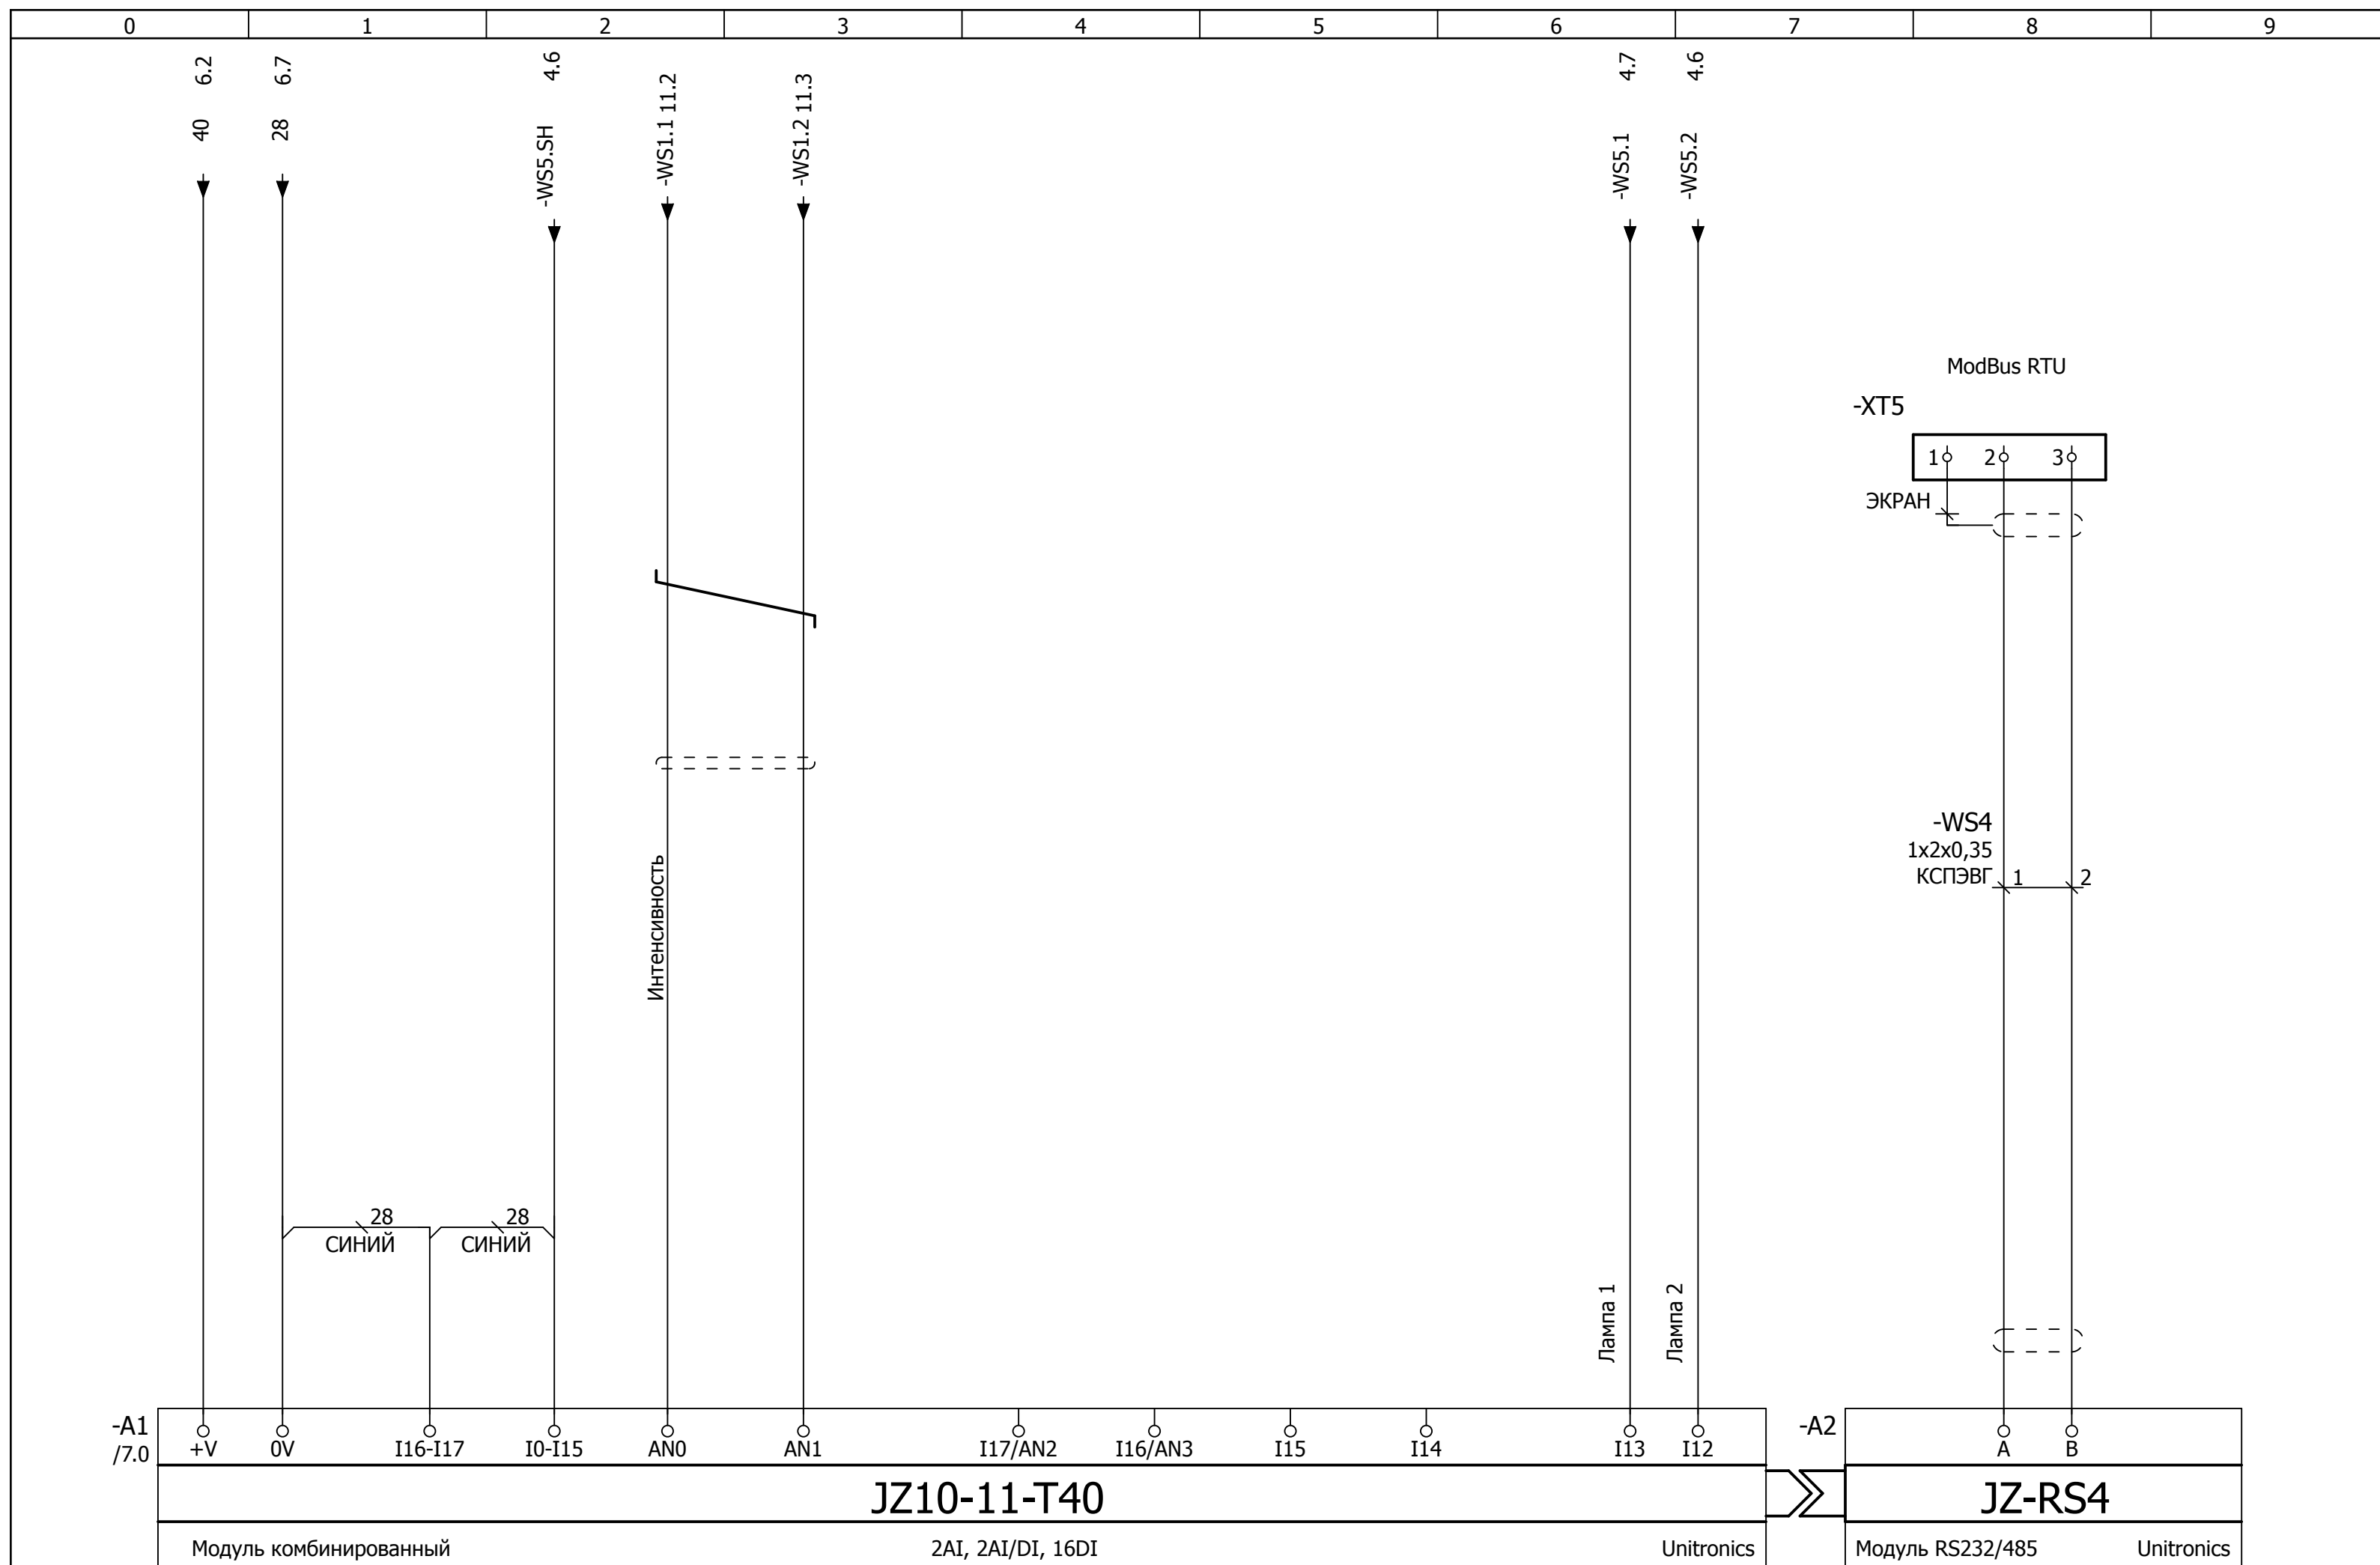 0 1 2 3 4 5 6 7 8 9
40 6.2
28 6.7
-WS5.SH 4.6
-WS1.1 11.2
-WS1.2 11.3
-WS5.1 4.7
-WS5.2 4.6
ModBus RTU
-XT5
1 2 3
ЭКРАН
-WS4
1x2x0,35
КСПЭВГ 1 2
Интенсивность
28 28
СИНИЙ СИНИЙ
Лампа 1
Лампа 2
-A1
/7.0
+V 0V I16-I17 I0-I15 AN0 AN1 I17/AN2 I16/AN3 I15 I14 I13 I12
-A2
A B
JZ10-11-T40
JZ-RS4
Модуль комбинированный 2AI, 2AI/DI, 16DI Unitronics
Модуль RS232/485 Unitronics